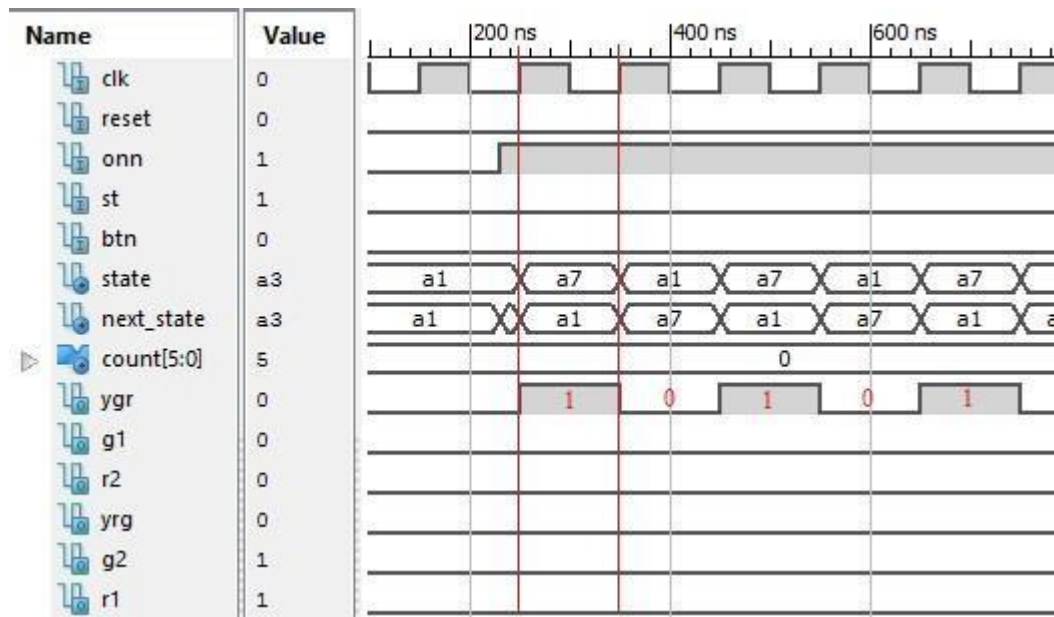 Name Value 200 ns 400 ns 600 ns
clk 0
reset 0
onn 1
st 1
btn 0
state a3 a1 a7 a1 a7 a1 a7
next_state a3 a1 a1 a7 a1 a7 a1 a
count[5:0] 5 0
ygr 0 1 0 1 0 1
g1 0
r2 0
yrg 0
g2 1
r1 1